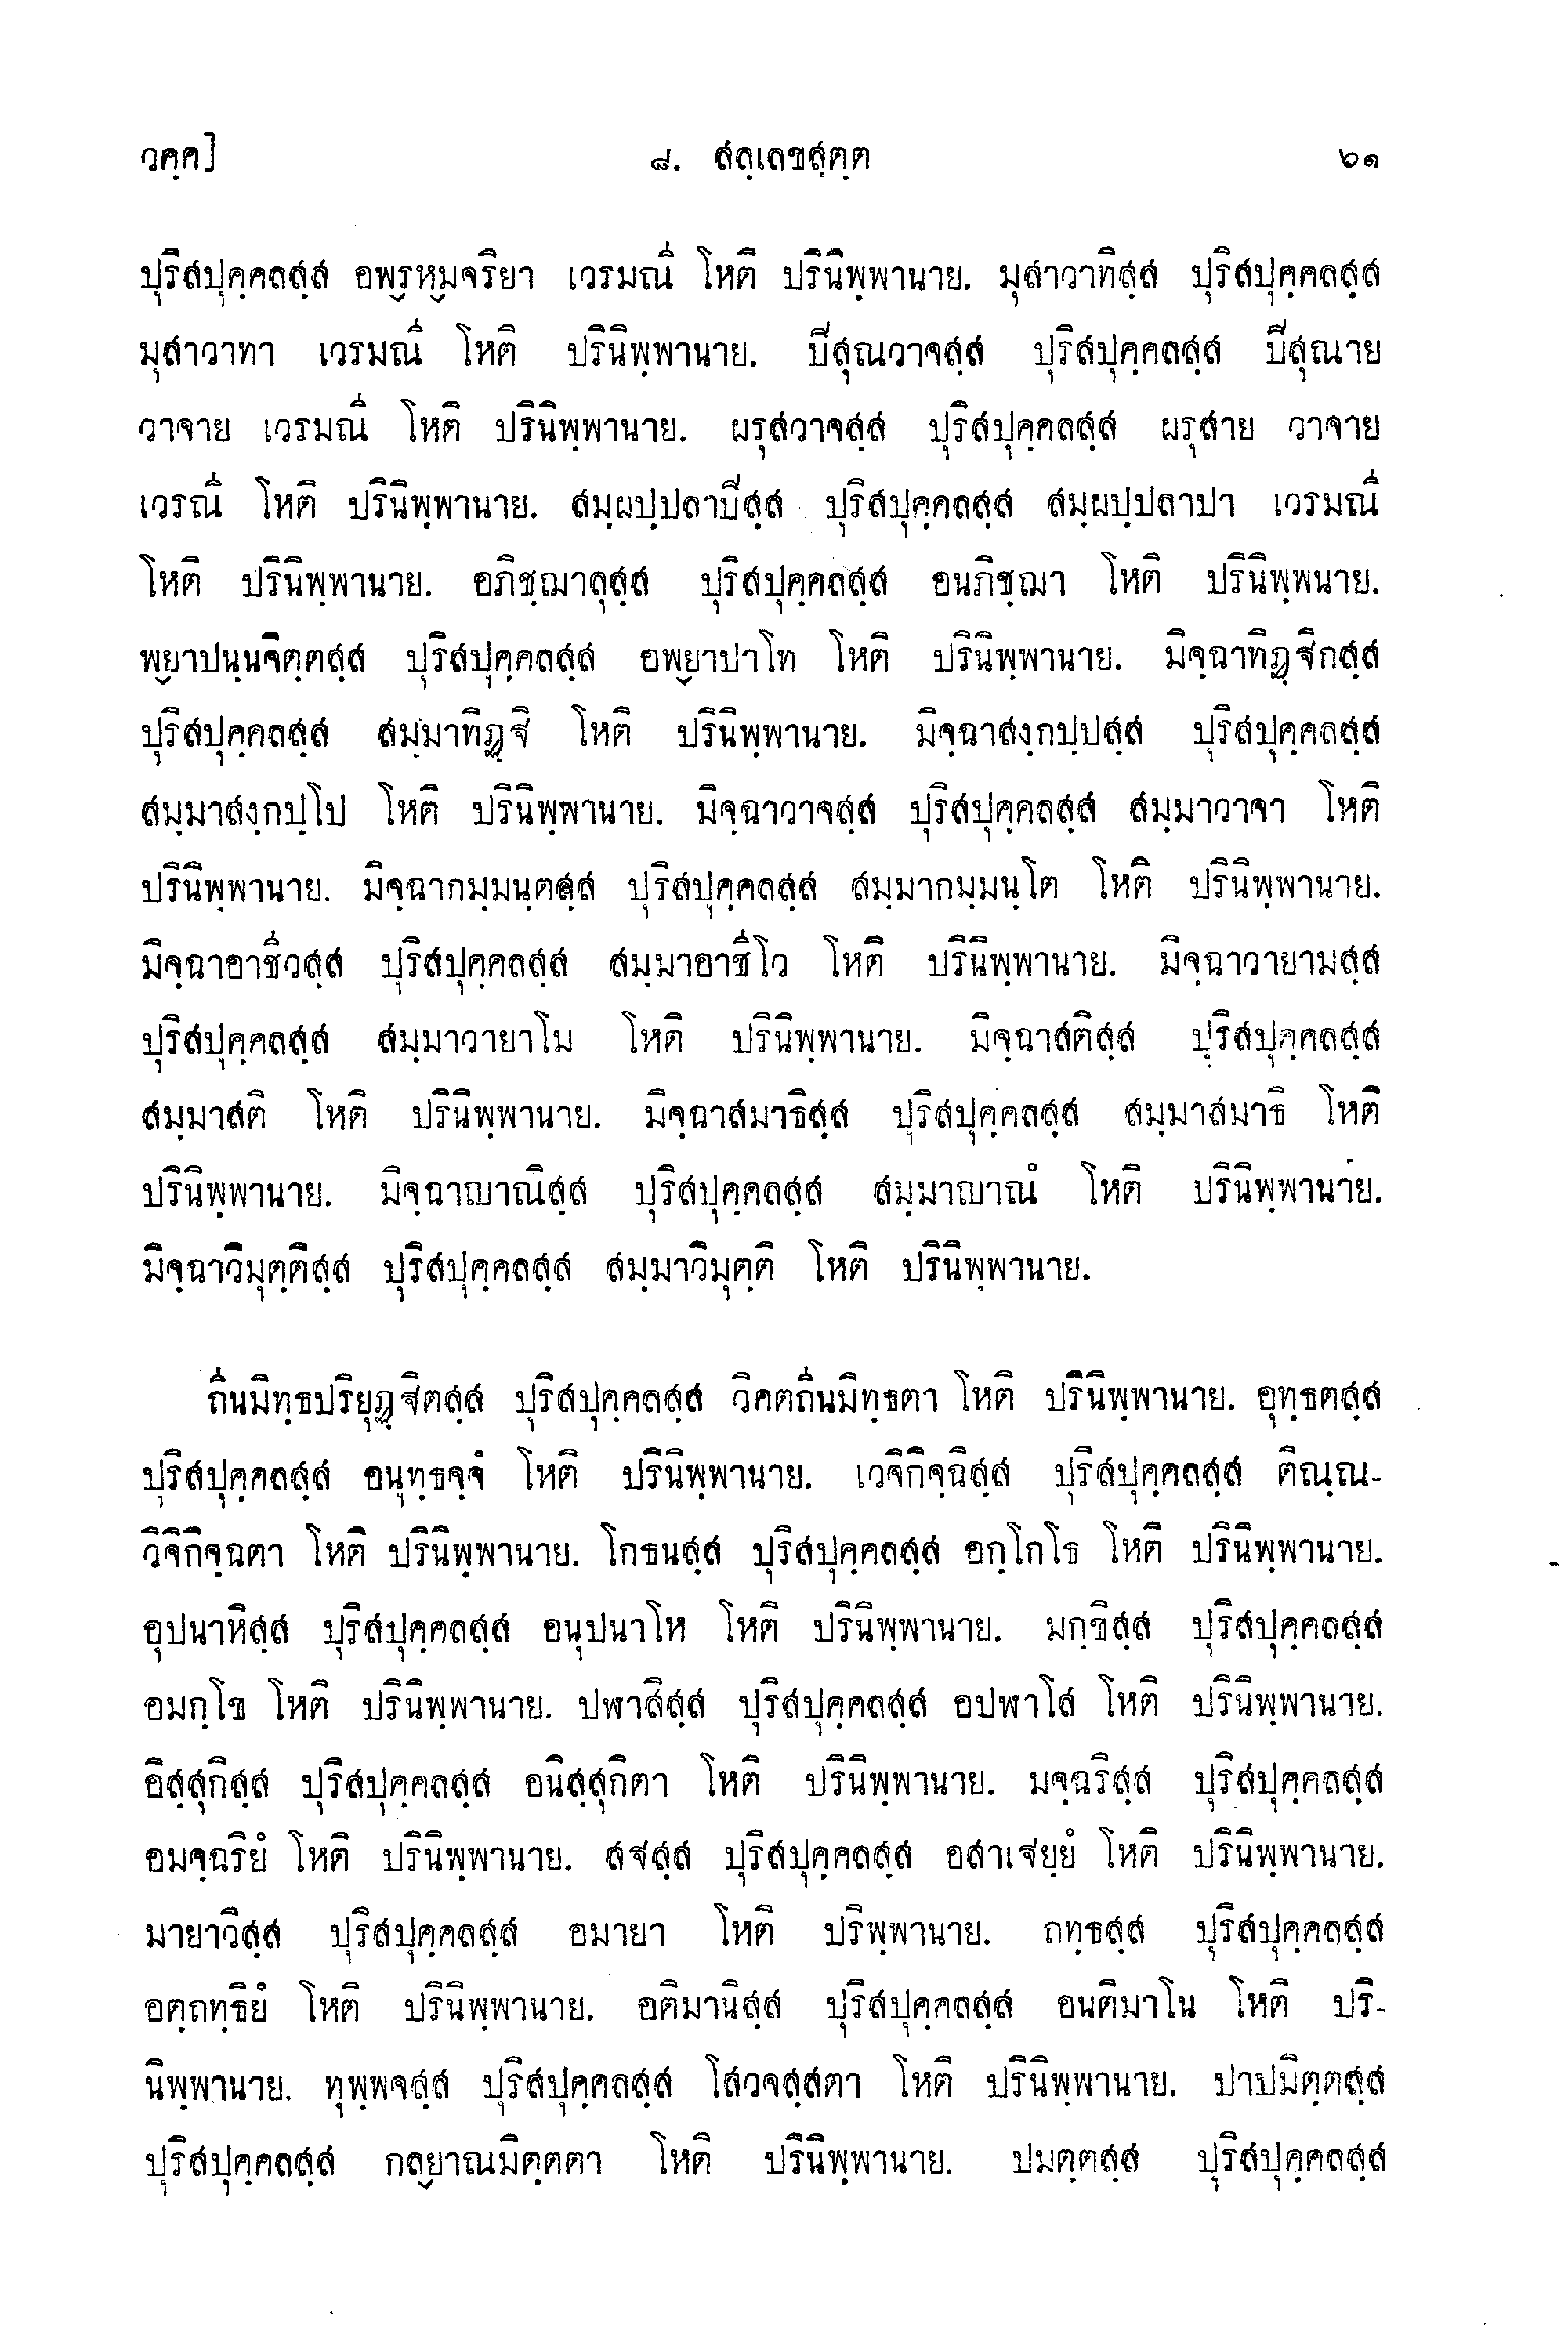 วคฺค] ๘. สลฺเลขสุตฺต ๖๑
ปุริสปุคฺคลสฺส อพฺรหฺมจริยา เวรมณี โหติ ปรินิพฺพานาย. มุสาวาทิสฺส ปุริสปุคฺคลสฺส
มุสาวาทา เวรมณี โหติ ปรินิพฺพานาย. ปิสุณวาจสฺส ปุริสปุคฺคลสฺส ปิสุณาย
วาจาย เวรมณี โหติ ปรินิพฺพานาย. ผรุสวาจสฺส ปุริสปุคฺคลสฺส ผรุสาย วาจาย
เวรณี โหติ ปรินิพฺพานาย. สมฺผปฺปลาปิสฺส ปุริสปุคฺคลสฺส สมฺผปฺปลาปา เวรมณี
โหติ ปรินิพฺพานาย. อภิชฺฌาลุสฺส ปุริสปุคฺคลสฺส อนภิชฺฌา โหติ ปรินิพฺพนาย.
พฺยาปนฺนจิตฺตสฺส ปุริสปุคฺคลสฺส อพฺยาปาโท โหติ ปรินิพฺพานาย. มิจฺฉาทิฏฺฐิกสฺส
ปุริสปุคฺคลสฺส สมฺมาทิฏฺฐิ โหติ ปรินิพฺพานาย. มิจฺฉาสงฺกปฺปสฺส ปุริสปุคฺคลสฺส
สมฺมาสงฺกปฺโป โหติ ปรินิพฺพานาย. มิจฺฉาวาจสฺส ปุริสปุคฺคลสฺส สมฺมาวาจา โหติ
ปรินิพฺพานาย. มิจฺฉากมฺมนฺตสฺส ปุริสปุคฺคลสฺส สมฺมากมฺมนฺโต โหติ ปรินิพฺพานาย.
มิจฺฉาอาชีวสฺส ปุริสปุคฺคลสฺส สมฺมาอาชีโว โหติ ปรินิพฺพานาย. มิจฺฉาวายามสฺส
ปุริสปุคฺคลสฺส สมฺมาวายาโม โหติ ปรินิพฺพานาย. มิจฺฉาสติสฺส ปุริสปุคฺคลสฺส
สมฺมาสติ โหติ ปรินิพฺพานาย. มิจฺฉาสมาธิสฺส ปุริสปุคฺคลสฺส สมฺมาสมาธิ โหติ
ปรินิพฺพานาย. มิจฺฉาญาณิสฺส ปุริสปุคฺคลสฺส สมฺมาญาณํ โหติ ปรินิพฺพานาย.
มิจฺฉาวิมุตฺติสฺส ปุริสปุคฺคลสฺส สมฺมาวิมุตฺติ โหติ ปรินิพฺพานาย.
ถีนมิทฺธปริยุฏฺฐิตสฺส ปุริสปุคฺคลสฺส วิคตถีนมิทฺธตา โหติ ปรินิพฺพานาย. อุทฺธตสฺส
ปุริสปุคฺคลสฺส อนุทฺธจฺจํ โหติ ปรินิพฺพานาย. เวจิกิจฺฉิสฺส ปุริสปุคฺคลสฺส ติณฺณ-
วิจิกิจฺฉตา โหติ ปรินิพฺพานาย. โกธนสฺส ปุริสปุคฺคลสฺส อกฺโกโธ โหติ ปรินิพฺพานาย.
อุปนาหิสฺส ปุริสปุคฺคลสฺส อนุปนาโห โหติ ปรินิพฺพานาย. มกฺขิสฺส ปุริสปุคฺคลสฺส
อมกฺโข โหติ ปรินิพฺพานาย. ปฬาสิสฺส ปุริสปุคฺคลสฺส อปฬาโส โหติ ปรินิพฺพานาย.
อิสฺสุกิสฺส ปุริสปุคฺคลสฺส อนิสฺสุกิตา โหติ ปรินิพฺพานาย. มจฺฉริสฺส ปุริสปุคฺคลสฺส
อมจฺฉริยํ โหติ ปรินิพฺพานาย. สฐสฺส ปุริสปุคฺคลสฺส อสาเฐยฺยํ โหติ ปรินิพฺพานาย.
มายาวิสฺส ปุริสปุคฺคลสฺส อมายา โหติ ปริพฺพานาย. ถทฺธสฺส ปุริสปุคฺคลสฺส
อตฺถทฺธิยํ โหติ ปรินิพฺพานาย. อติมานิสฺส ปุริสปุคฺคลสฺส อนติมาโน โหติ ปริ-
นิพฺพานาย. ทุพฺพจสฺส ปุริสปุคฺคลสฺส โสวจสฺสตา โหติ ปรินิพฺพานาย. ปาปมิตฺตสฺส
ปุริสปุคฺคลสฺส กลฺยาณมิตฺตตา โหติ ปรินิพฺพานาย. ปมตฺตสฺส ปุริสปุคฺคลสฺส